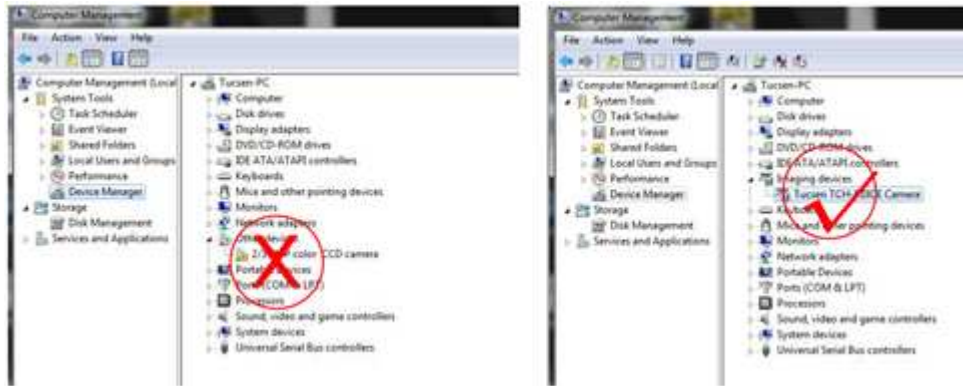 Computer Management
File Action View Help
Computer Management (Local
System Tools
Task Scheduler
Event Viewer
Shared Folders
Local Users and Groups
Performance
Device Manager
Storage
Disk Management
Services and Applications
Tucsen-PC
Computer
Disk drives
Display adapters
DVD/CD-ROM drives
IDE ATA/ATAPI controllers
Keyboards
Mice and other pointing devices
Monitors
Network adapters
Other devices
color CCD camera
Portable Devices
Ports (COM & LPT)
Processors
Sound, video and game controllers
System devices
Universal Serial Bus controllers
Computer Management
File Action View Help
Computer Management (Local
System Tools
Task Scheduler
Event Viewer
Shared Folders
Local Users and Groups
Performance
Device Manager
Storage
Disk Management
Services and Applications
Tucsen-PC
Computer
Disk drives
Display adapters
DVD/CD-ROM drives
IDE ATA/ATAPI controllers
Imaging devices
Tucsen Camera
Keyboards
Mice and other pointing devices
Monitors
Network adapters
Portable Devices
Ports (COM & LPT)
Processors
Sound, video and game controllers
System devices
Universal Serial Bus controllers